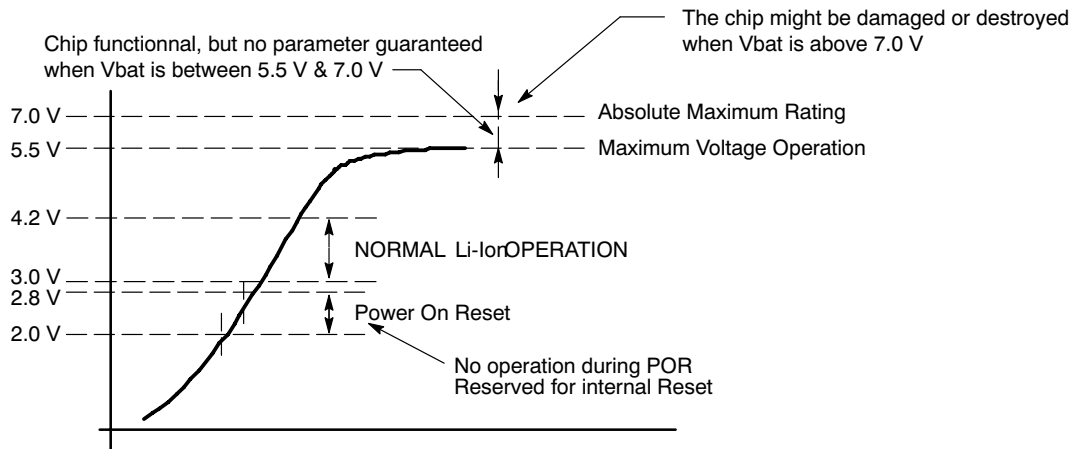 The chip might be damaged or destroyed
when Vbat is above 7.0 V
Chip functionnal, but no parameter guaranteed
when Vbat is between 5.5 V & 7.0 V
7.0 V
Absolute Maximum Rating
5.5 V
Maximum Voltage Operation
4.2 V
NORMAL Li-IonOPERATION
3.0 V
2.8 V
Power On Reset
2.0 V
No operation during POR
Reserved for internal Reset